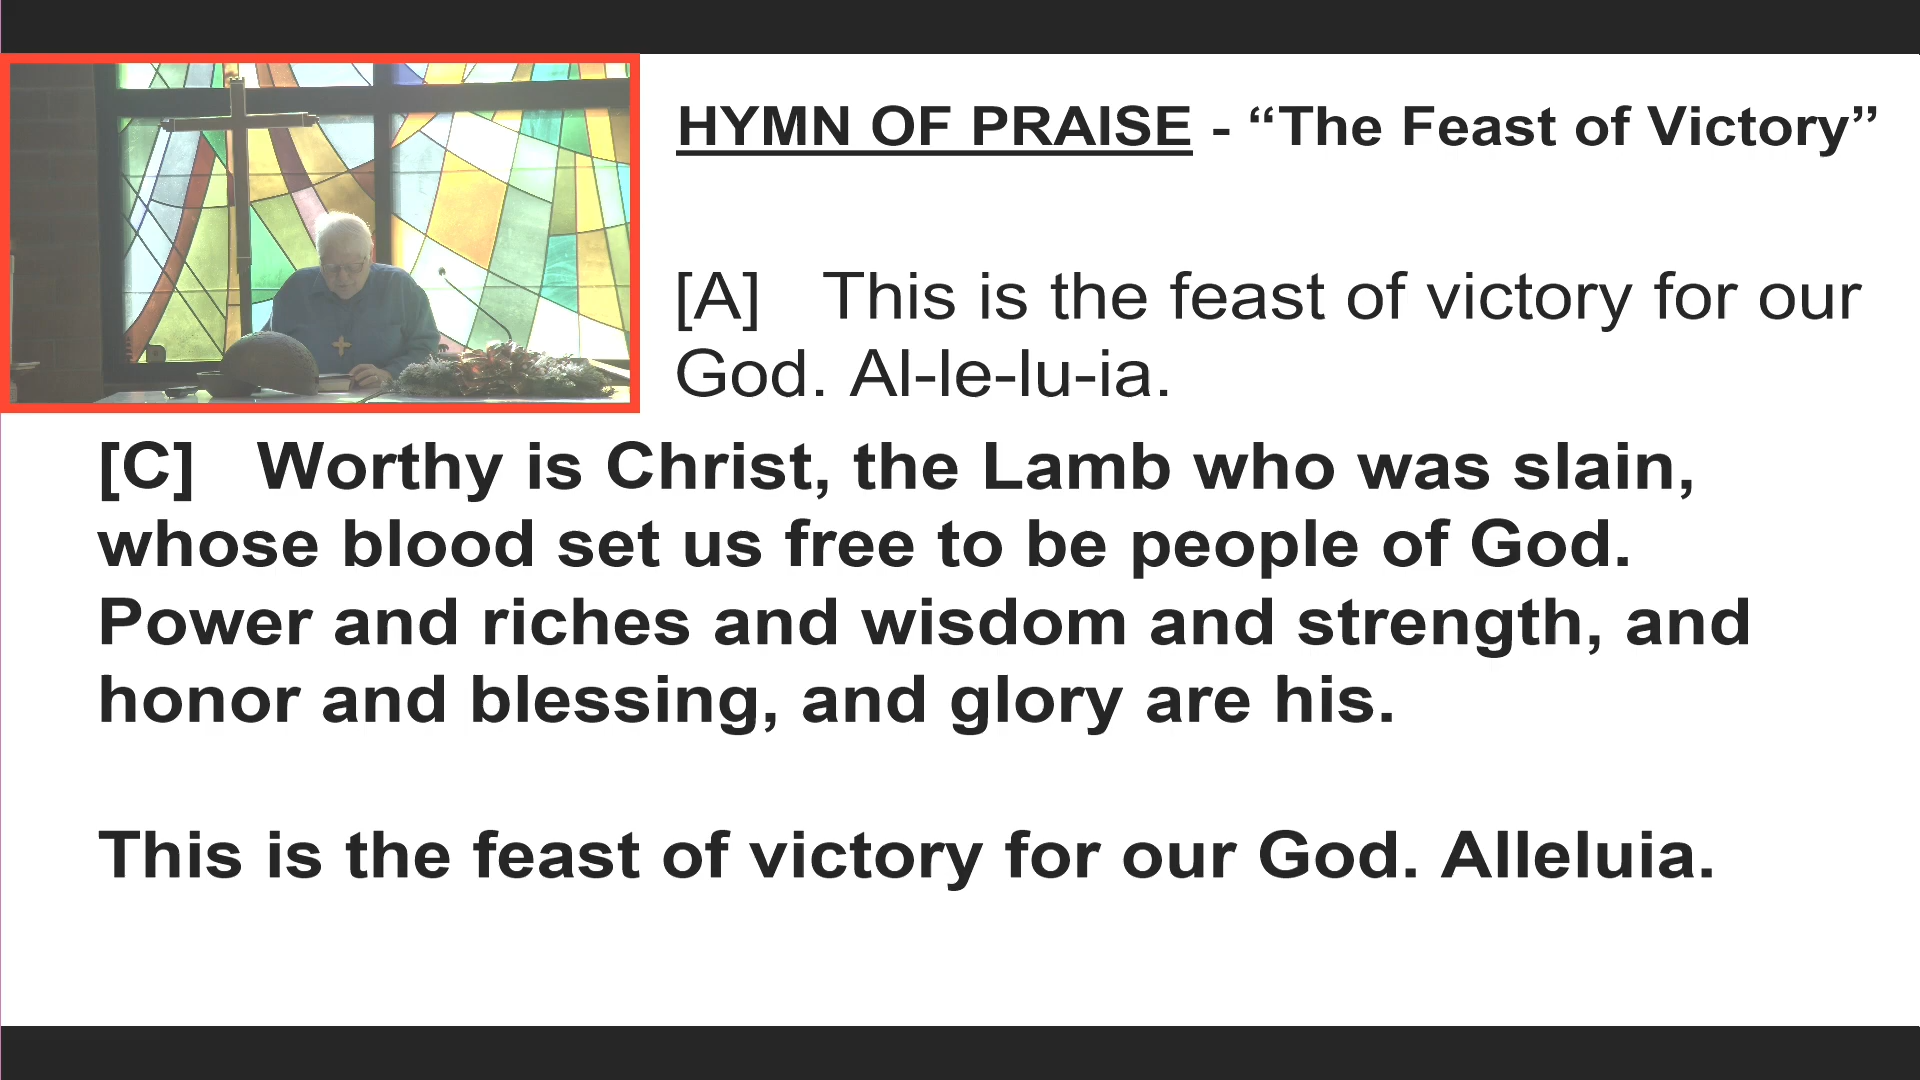 HYMN OF PRAISE - “The Feast of Victory”
[A] This is the feast of victory for our
God. Al-le-lu-ia.
[C] Worthy is Christ, the Lamb who was slain,
whose blood set us free to be people of God.
Power and riches and wisdom and strength, and
honor and blessing, and glory are his.
This is the feast of victory for our God. Alleluia.